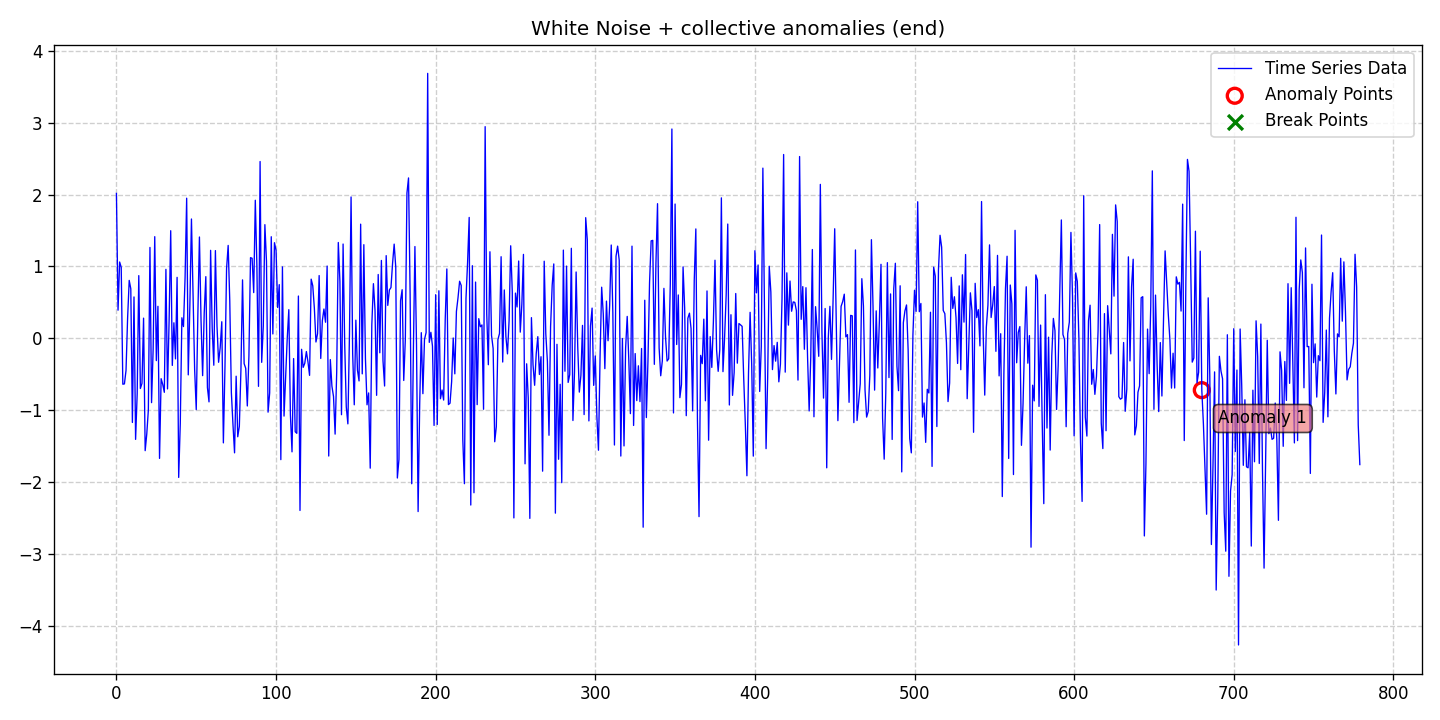 White Noise + collective anomalies (end)
4
3
2
1
0
−1
−2
−3
−4
Time Series Data
Anomaly Points
Break Points
Anomaly 1
0 100 200 300 400 500 600 700 800